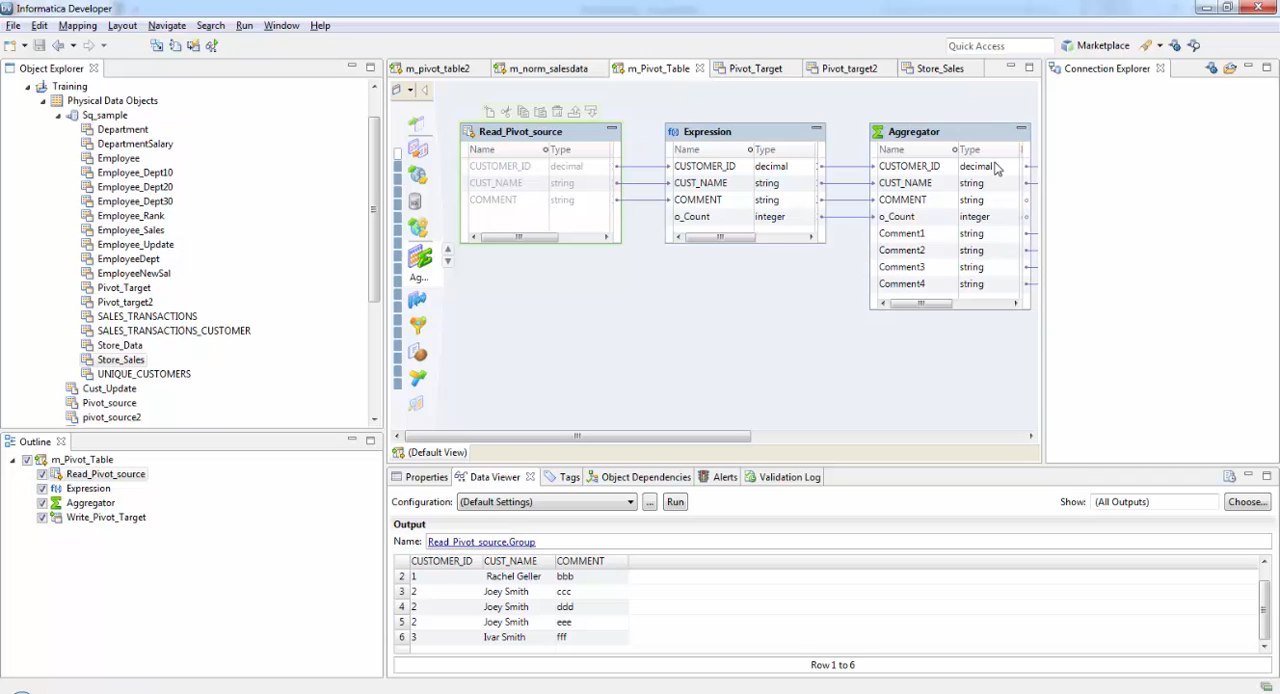 Informatica Developer
File Edit Mapping Layout Navigate Search Run Window Help
Quick Access
Marketplace
Object Explorer
Training
Physical Data Objects
Sq_sample
Department
DepartmentSalary
Employee
Employee_Dept10
Employee_Dept20
Employee_Dept30
Employee_Rank
Employee_Sales
Employee_Update
EmployeeDept
EmployeeNewSal
Pivot_Target
Pivot_target2
SALES_TRANSACTIONS
SALES_TRANSACTIONS_CUSTOMER
Store_Data
Store_Sales
UNIQUE_CUSTOMERS
Cust_Update
Pivot_source
pivot_source2
Outline
m_Pivot_Table
Read_Pivot_source
Expression
Aggregator
Write_Pivot_Target
m_pivot_table2 m_norm_salesdata m_Pivot_Table Pivot_Target Pivot_target2 Store_Sales
Ag...
Read_Pivot_source
Name Type
CUSTOMER_ID decimal
CUST_NAME string
COMMENT string
Expression
Name Type
CUSTOMER_ID decimal
CUST_NAME string
COMMENT string
o_Count integer
Aggregator
Name Type
CUSTOMER_ID decimal
CUST_NAME string
COMMENT string
o_Count integer
Comment1 string
Comment2 string
Comment3 string
Comment4 string
(Default View)
Connection Explorer
Properties Data Viewer Tags Object Dependencies Alerts Validation Log
Configuration: (Default Settings) ... Run Show: (All Outputs) Choose...
Output
Name: Read_Pivot_source.Group
CUSTOMER_ID CUST_NAME COMMENT
2 1 Rachel Geller bbb
3 2 Joey Smith ccc
4 2 Joey Smith ddd
5 2 Joey Smith eee
6 3 Ivar Smith fff
Row 1 to 6